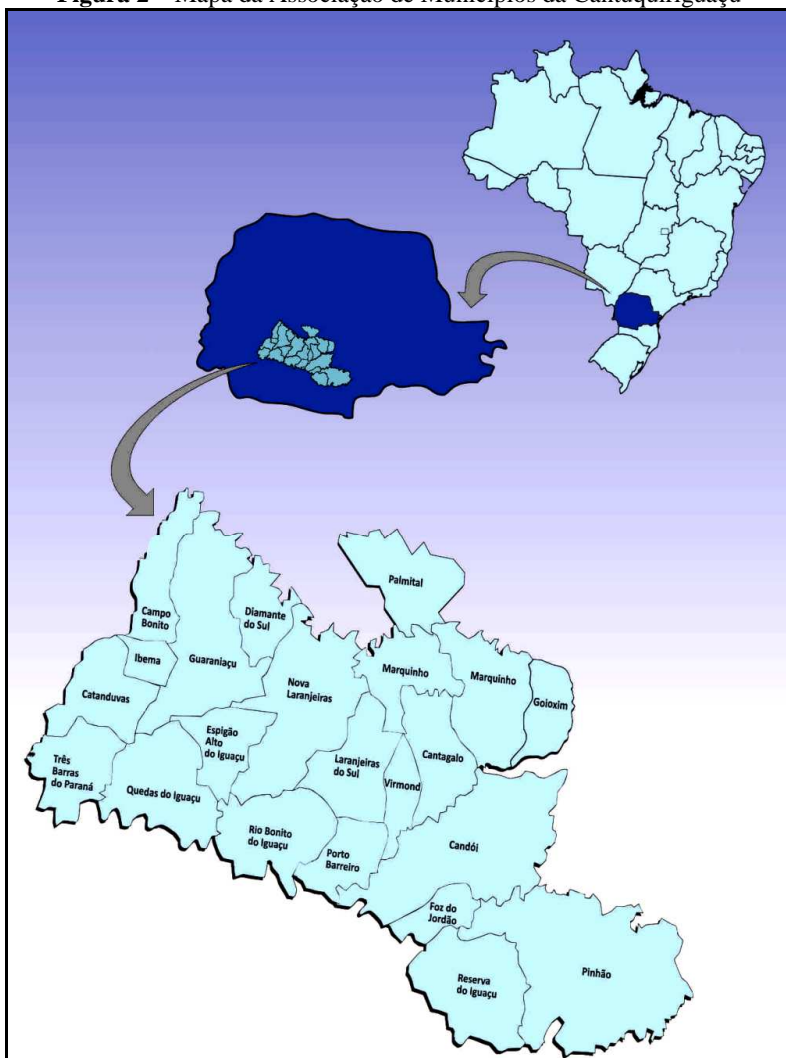 Figura 2 – Mapa da Associação de Municípios da Cantuquiriguaçu
Palmital
Campo
Bonito
Diamante
do Sul
Ibema
Guaraniaçu
Marquinho
Marquinho
Nova
Laranjeiras
Goioxim
Catanduvas
Espigão
Alto
do Iguaçu
Cantagalo
Laranjeiras
do Sul
Três
Barras
do Paraná
Virmond
Quedas do Iguaçu
Rio Bonito
do Iguaçu
Candói
Porto
Barreiro
Foz do
Jordão
Reserva
do Iguaçu
Pinhão